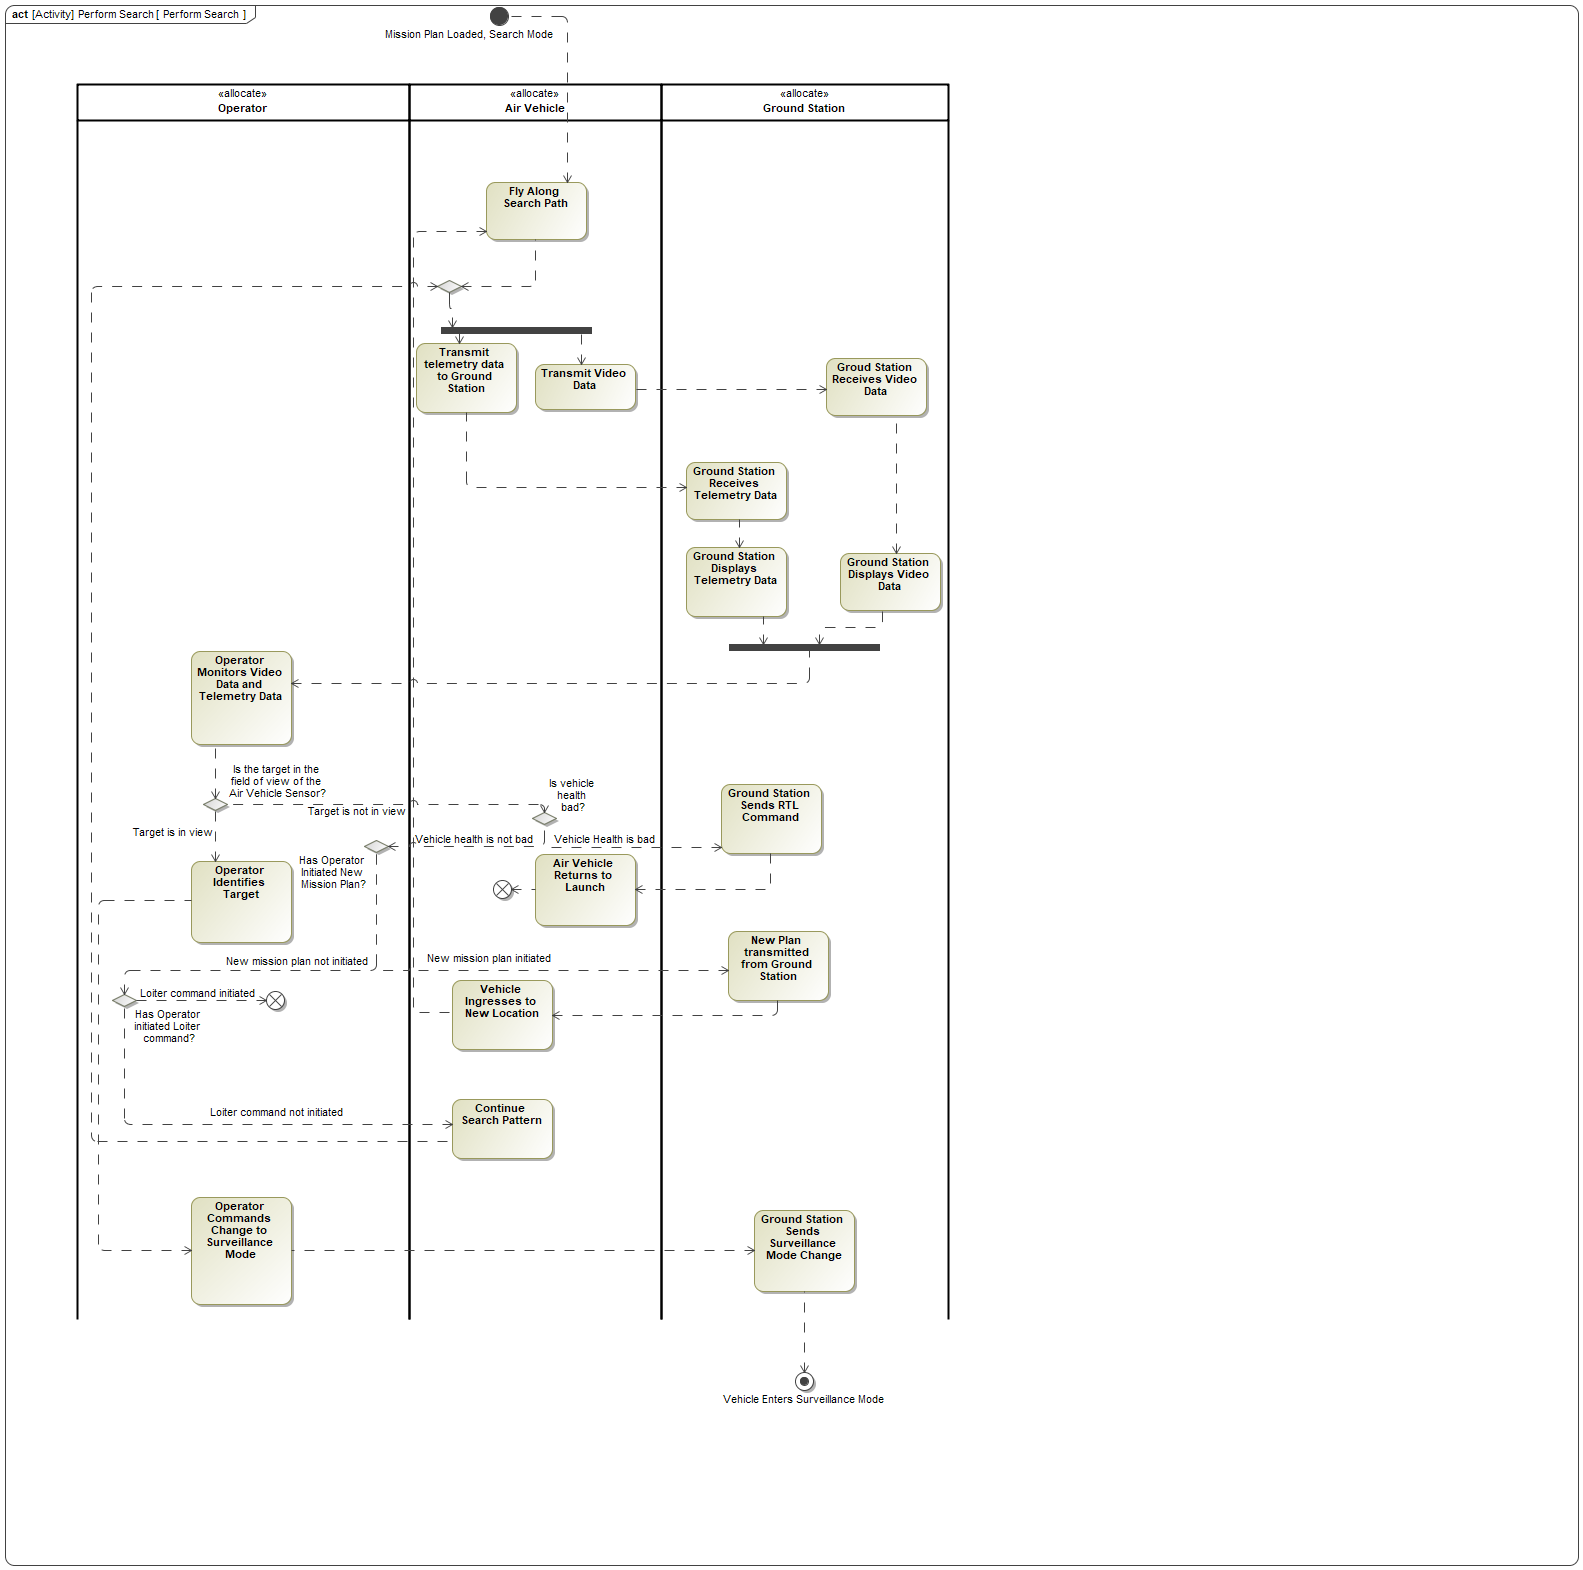 act [Activity] Perform Search [ Perform Search ]
Mission Plan Loaded, Search Mode
«allocate»
Operator
«allocate»
Air Vehicle
«allocate»
Ground Station
Fly Along
Search Path
Transmit
telemetry data
to Ground
Station
Transmit Video
Data
Groud Station
Receives Video
Data
Ground Station
Receives
Telemetry Data
Ground Station
Displays
Telemetry Data
Ground Station
Displays Video
Data
Operator
Monitors Video
Data and
Telemetry Data
Is the target in the
field of view of the
Air Vehicle Sensor?
Target is not in view
Is vehicle
health
bad?
Ground Station
Sends RTL
Command
Target is in view
Vehicle health is not bad
Vehicle Health is bad
Operator
Identifies
Target
Has Operator
Initiated New
Mission Plan?
Air Vehicle
Returns to
Launch
New mission plan not initiated
New mission plan initiated
New Plan
transmitted
from Ground
Station
Loiter command initiated
Has Operator
initiated Loiter
command?
Vehicle
Ingresses to
New Location
Loiter command not initiated
Continue
Search Pattern
Operator
Commands
Change to
Surveillance
Mode
Ground Station
Sends
Surveillance
Mode Change
Vehicle Enters Surveillance Mode